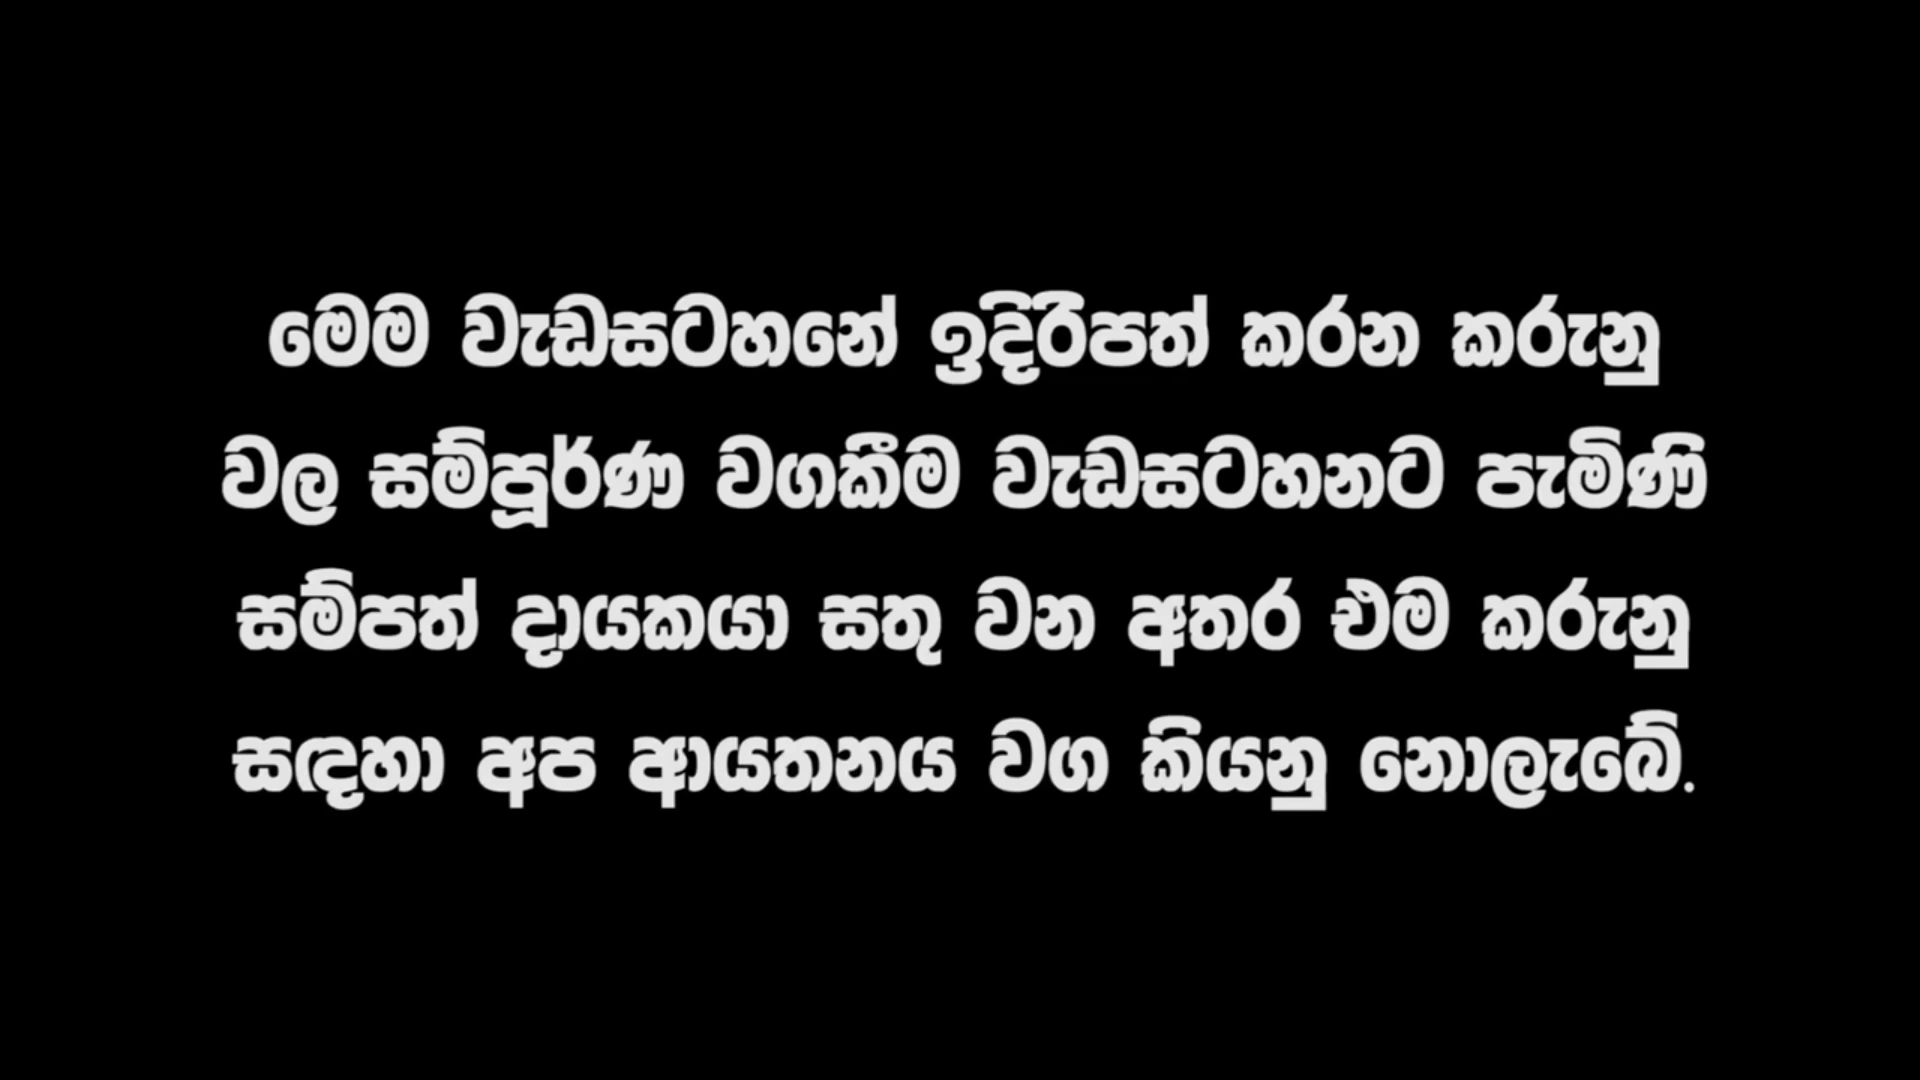 මෙම වැඩසටහනේ ඉදිරිපත් කරන කරුනු
වල සම්පූර්ණ වගකීම වැඩසටහනට පැමිණි
සම්පත් දායකයා සතු වන අතර එම කරුනු
සඳහා අප ආයතනය වග කියනු නොලැබේ.